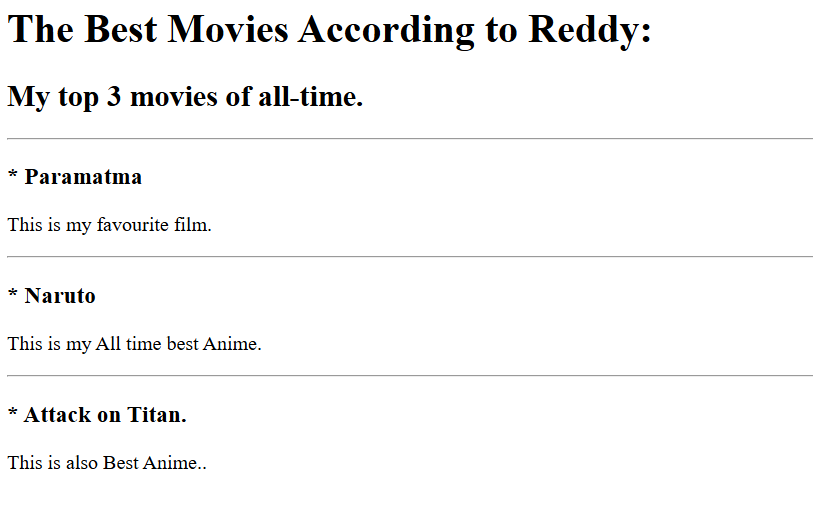 The Best Movies According to Reddy:
My top 3 movies of all-time.
* Paramatma
This is my favourite film.
* Naruto
This is my All time best Anime.
* Attack on Titan.
This is also Best Anime..